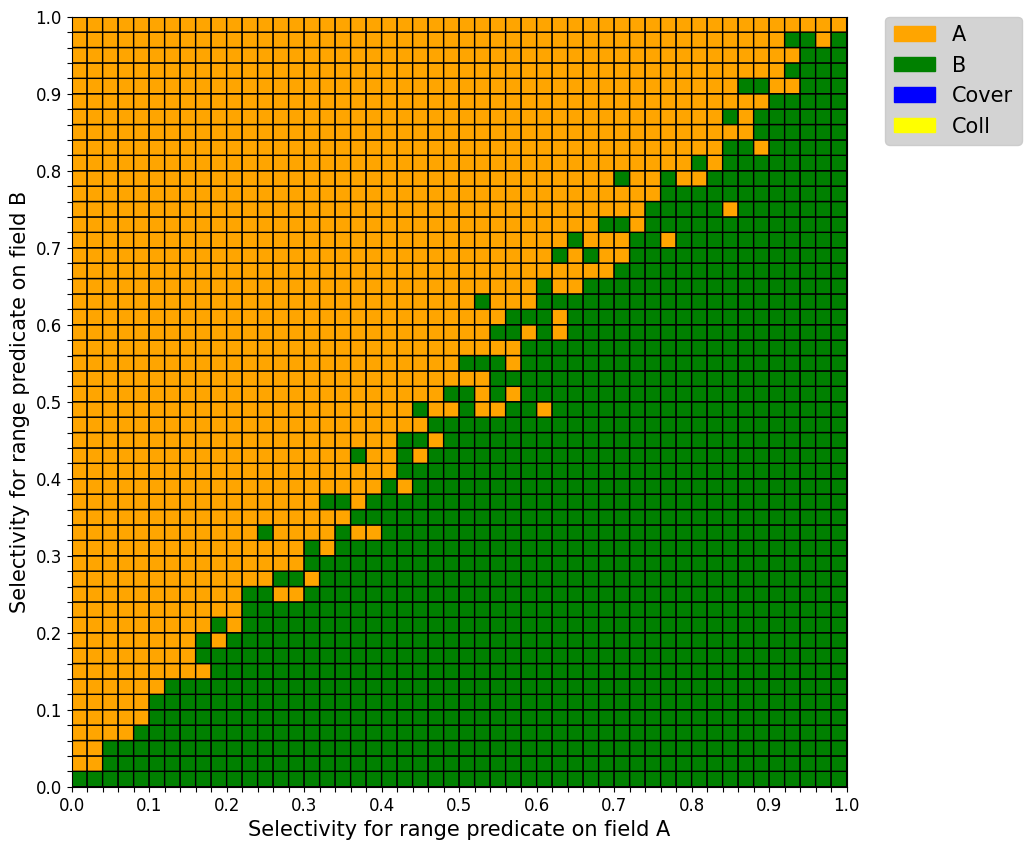 1.0
0.9
0.8
0.7
0.6
0.5
0.4
0.3
0.2
0.1
0.0
Selectivity for range predicate on field B
0.0 0.1 0.2 0.3 0.4 0.5 0.6 0.7 0.8 0.9 1.0
Selectivity for range predicate on field A
A
B
Cover
Coll